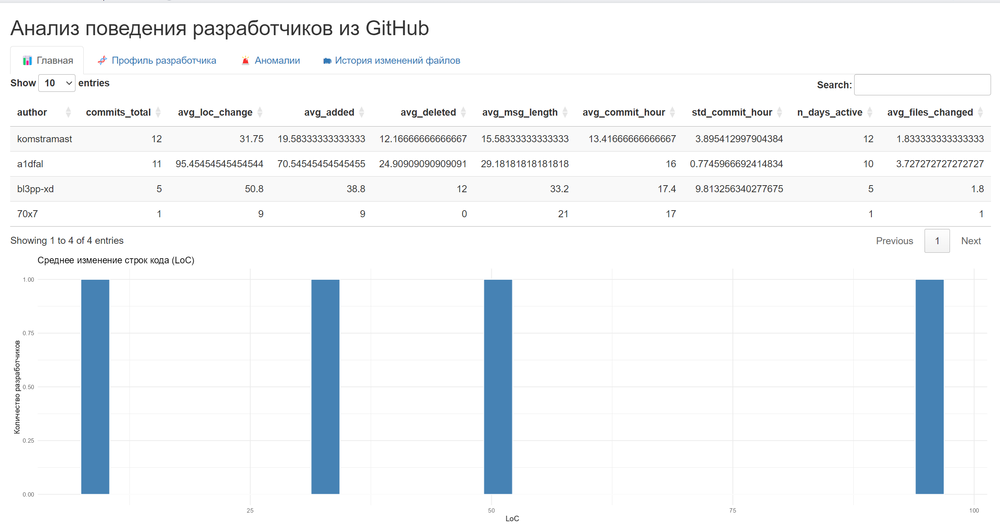 Анализ поведения разработчиков из GitHub
Главная Профиль разработчика Аномалии История изменений файлов
Show 10 entries Search:
author commits_total avg_loc_change avg_added avg_deleted avg_msg_length avg_commit_hour std_commit_hour n_days_active avg_files_changed
komstramast 12 31.75 19.58333333333333 12.16666666666667 15.58333333333333 13.41666666666667 3.895412997904384 12 1.833333333333333
a1dfal 11 95.45454545454544 70.54545454545455 24.90909090909091 29.18181818181818 16 0.7745966692414834 10 3.727272727272727
bl3pp-xd 5 50.8 38.8 12 33.2 17.4 9.813256340277675 5 1.8
70x7 1 9 9 0 21 17 1 1
Showing 1 to 4 of 4 entries Previous 1 Next
Среднее изменение строк кода (LoC)
Количество разработчиков
1.00
0.75
0.50
0.25
0.00
25 50 75 100
LoC